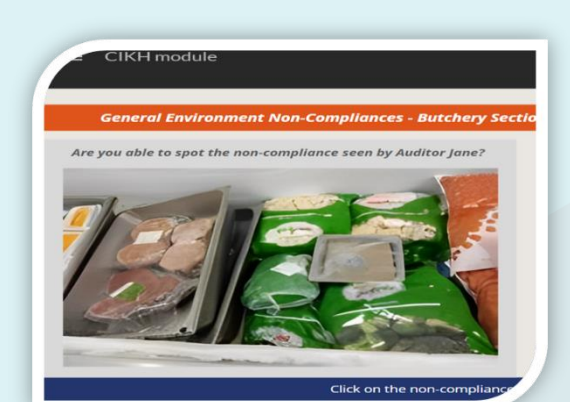 CIKH module
General Environment Non-Compliances - Butchery Sectio
Are you able to spot the non-compliance seen by Auditor Jane?
Click on the non-compliance